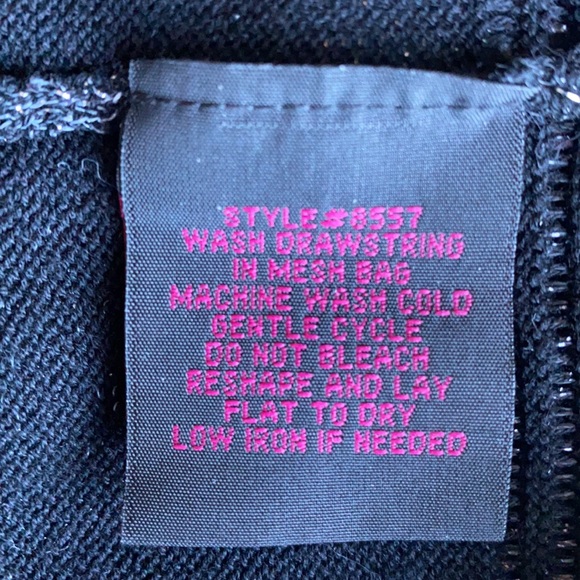 STYLE#8557
WASH DRAWSTRING
IN MESH BAG
MACHINE WASH COLD
GENTLE CYCLE
DO NOT BLEACH
RESHAPE AND LAY
FLAT TO DRY
LOW IRON IF NEEDED